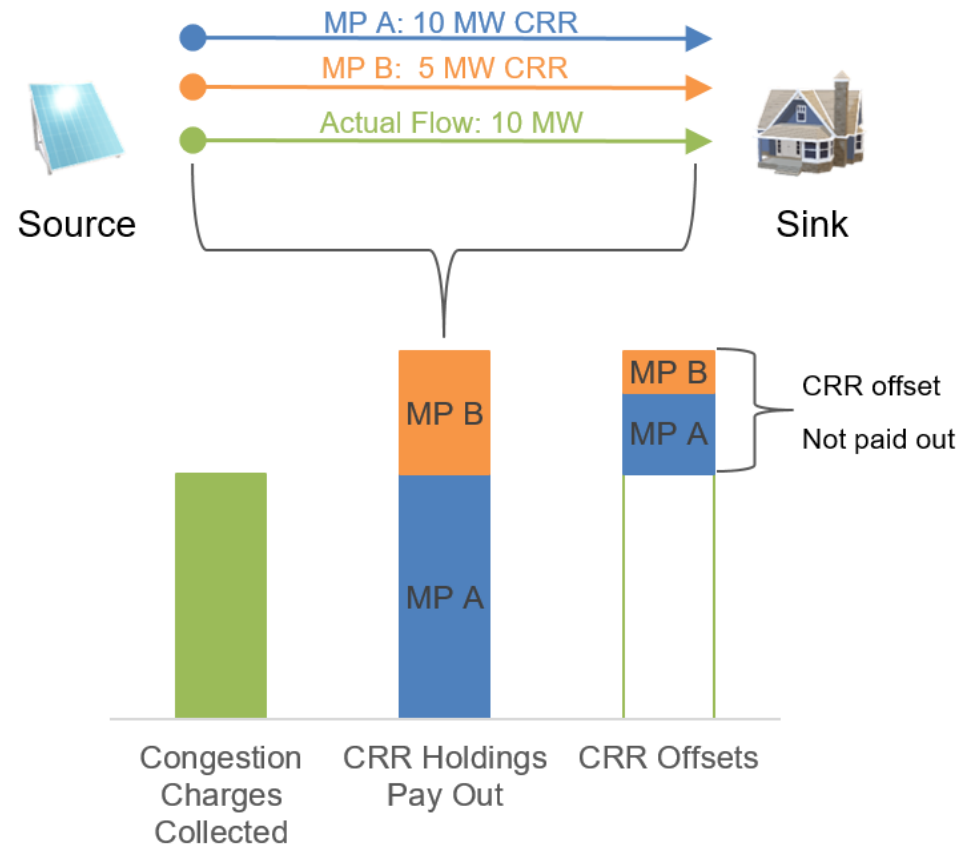 MP A: 10 MW CRR
MP B:  5 MW CRR
Actual Flow: 10 MW
Source
Sink
MP B
MP A
MP B
MP A
CRR offset
Not paid out
Congestion
Charges
Collected
CRR Holdings
Pay Out
CRR Offsets